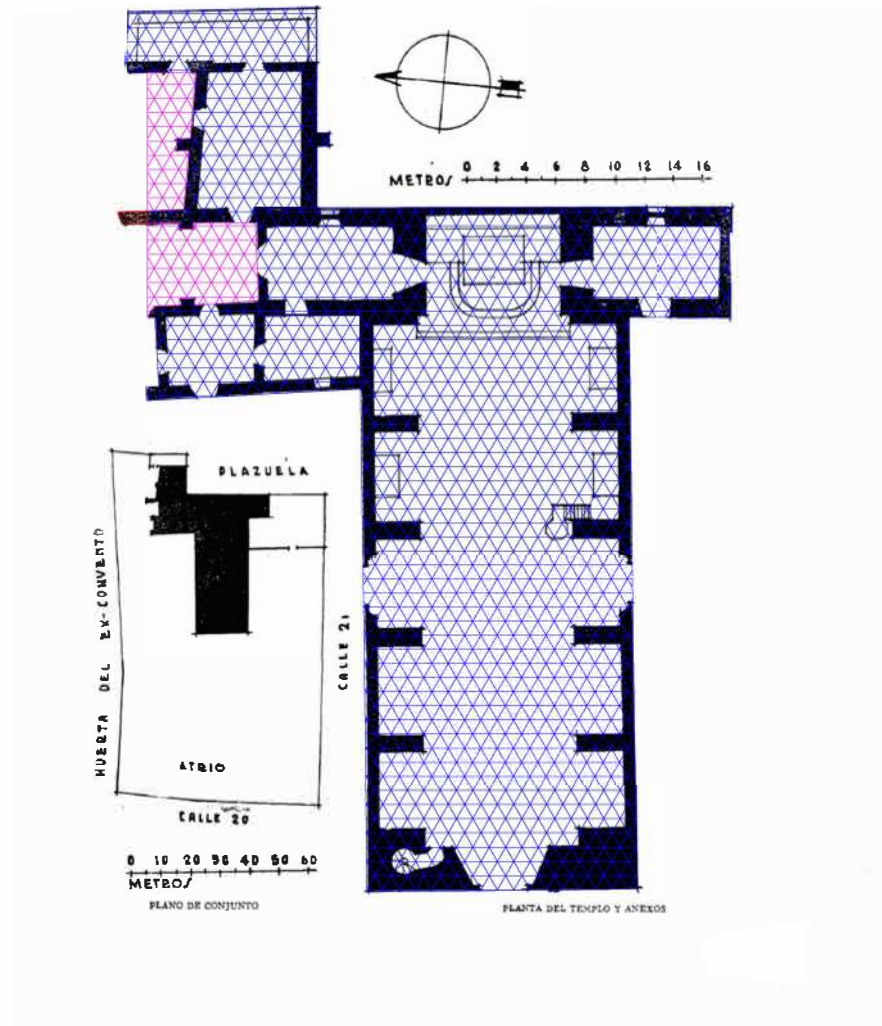 METROS 0 2 4 6 8 10 12 14 16
PLAZUELA
HUERTA DEL EX-CONVENTO
CALLE 21
ATRIO
CALLE 20
0 10 20 30 40 50 60
METROS
PLANO DE CONJUNTO
PLANTA DEL TEMPLO Y ANEXOS